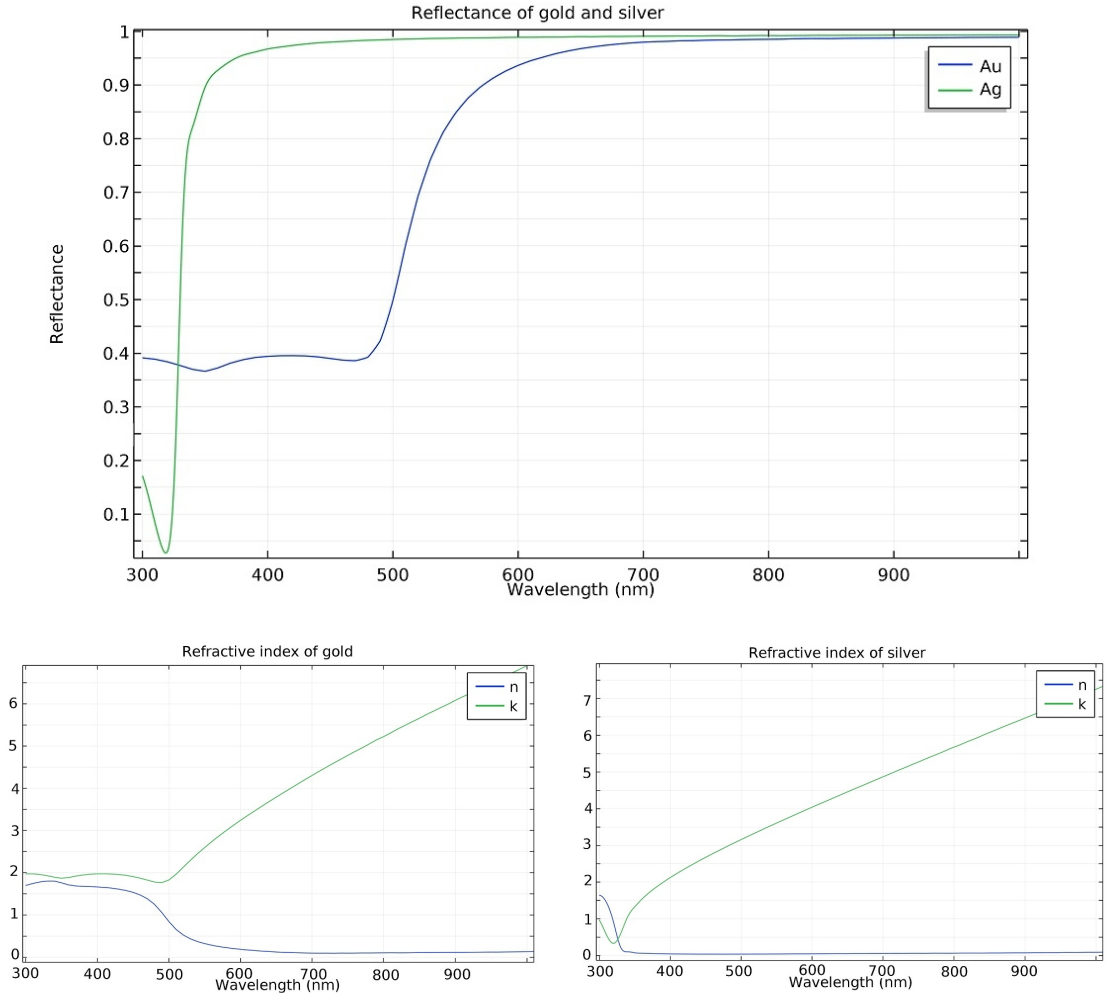 Reflectance of gold and silver
1
0.9
0.8
0.7
0.6
0.5
0.4
0.3
0.2
0.1
Reflectance
Au
Ag
300 400 500 600 700 800 900
Wavelength (nm)
Refractive index of gold
6
5
4
3
2
1
0
n
k
300 400 500 600 700 800 900
Wavelength (nm)
Refractive index of silver
7
6
5
4
3
2
1
0
n
k
300 400 500 600 700 800 900
Wavelength (nm)